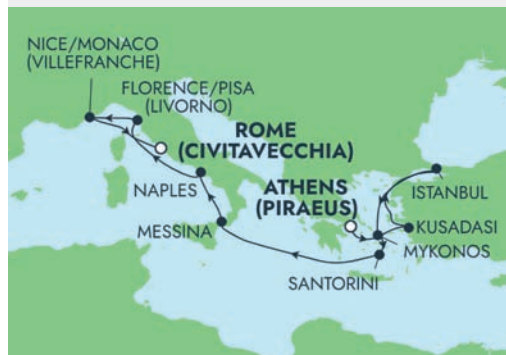 NICE/MONACO
(VILLEFRANCHE)
FLORENCE/PISA
(LIVORNO)
ROME
(CIVITAVECCHIA)
NAPLES
ATHENS
(PIRAEUS)
ISTANBUL
MESSINA
KUSADASI
MYKONOS
SANTORINI